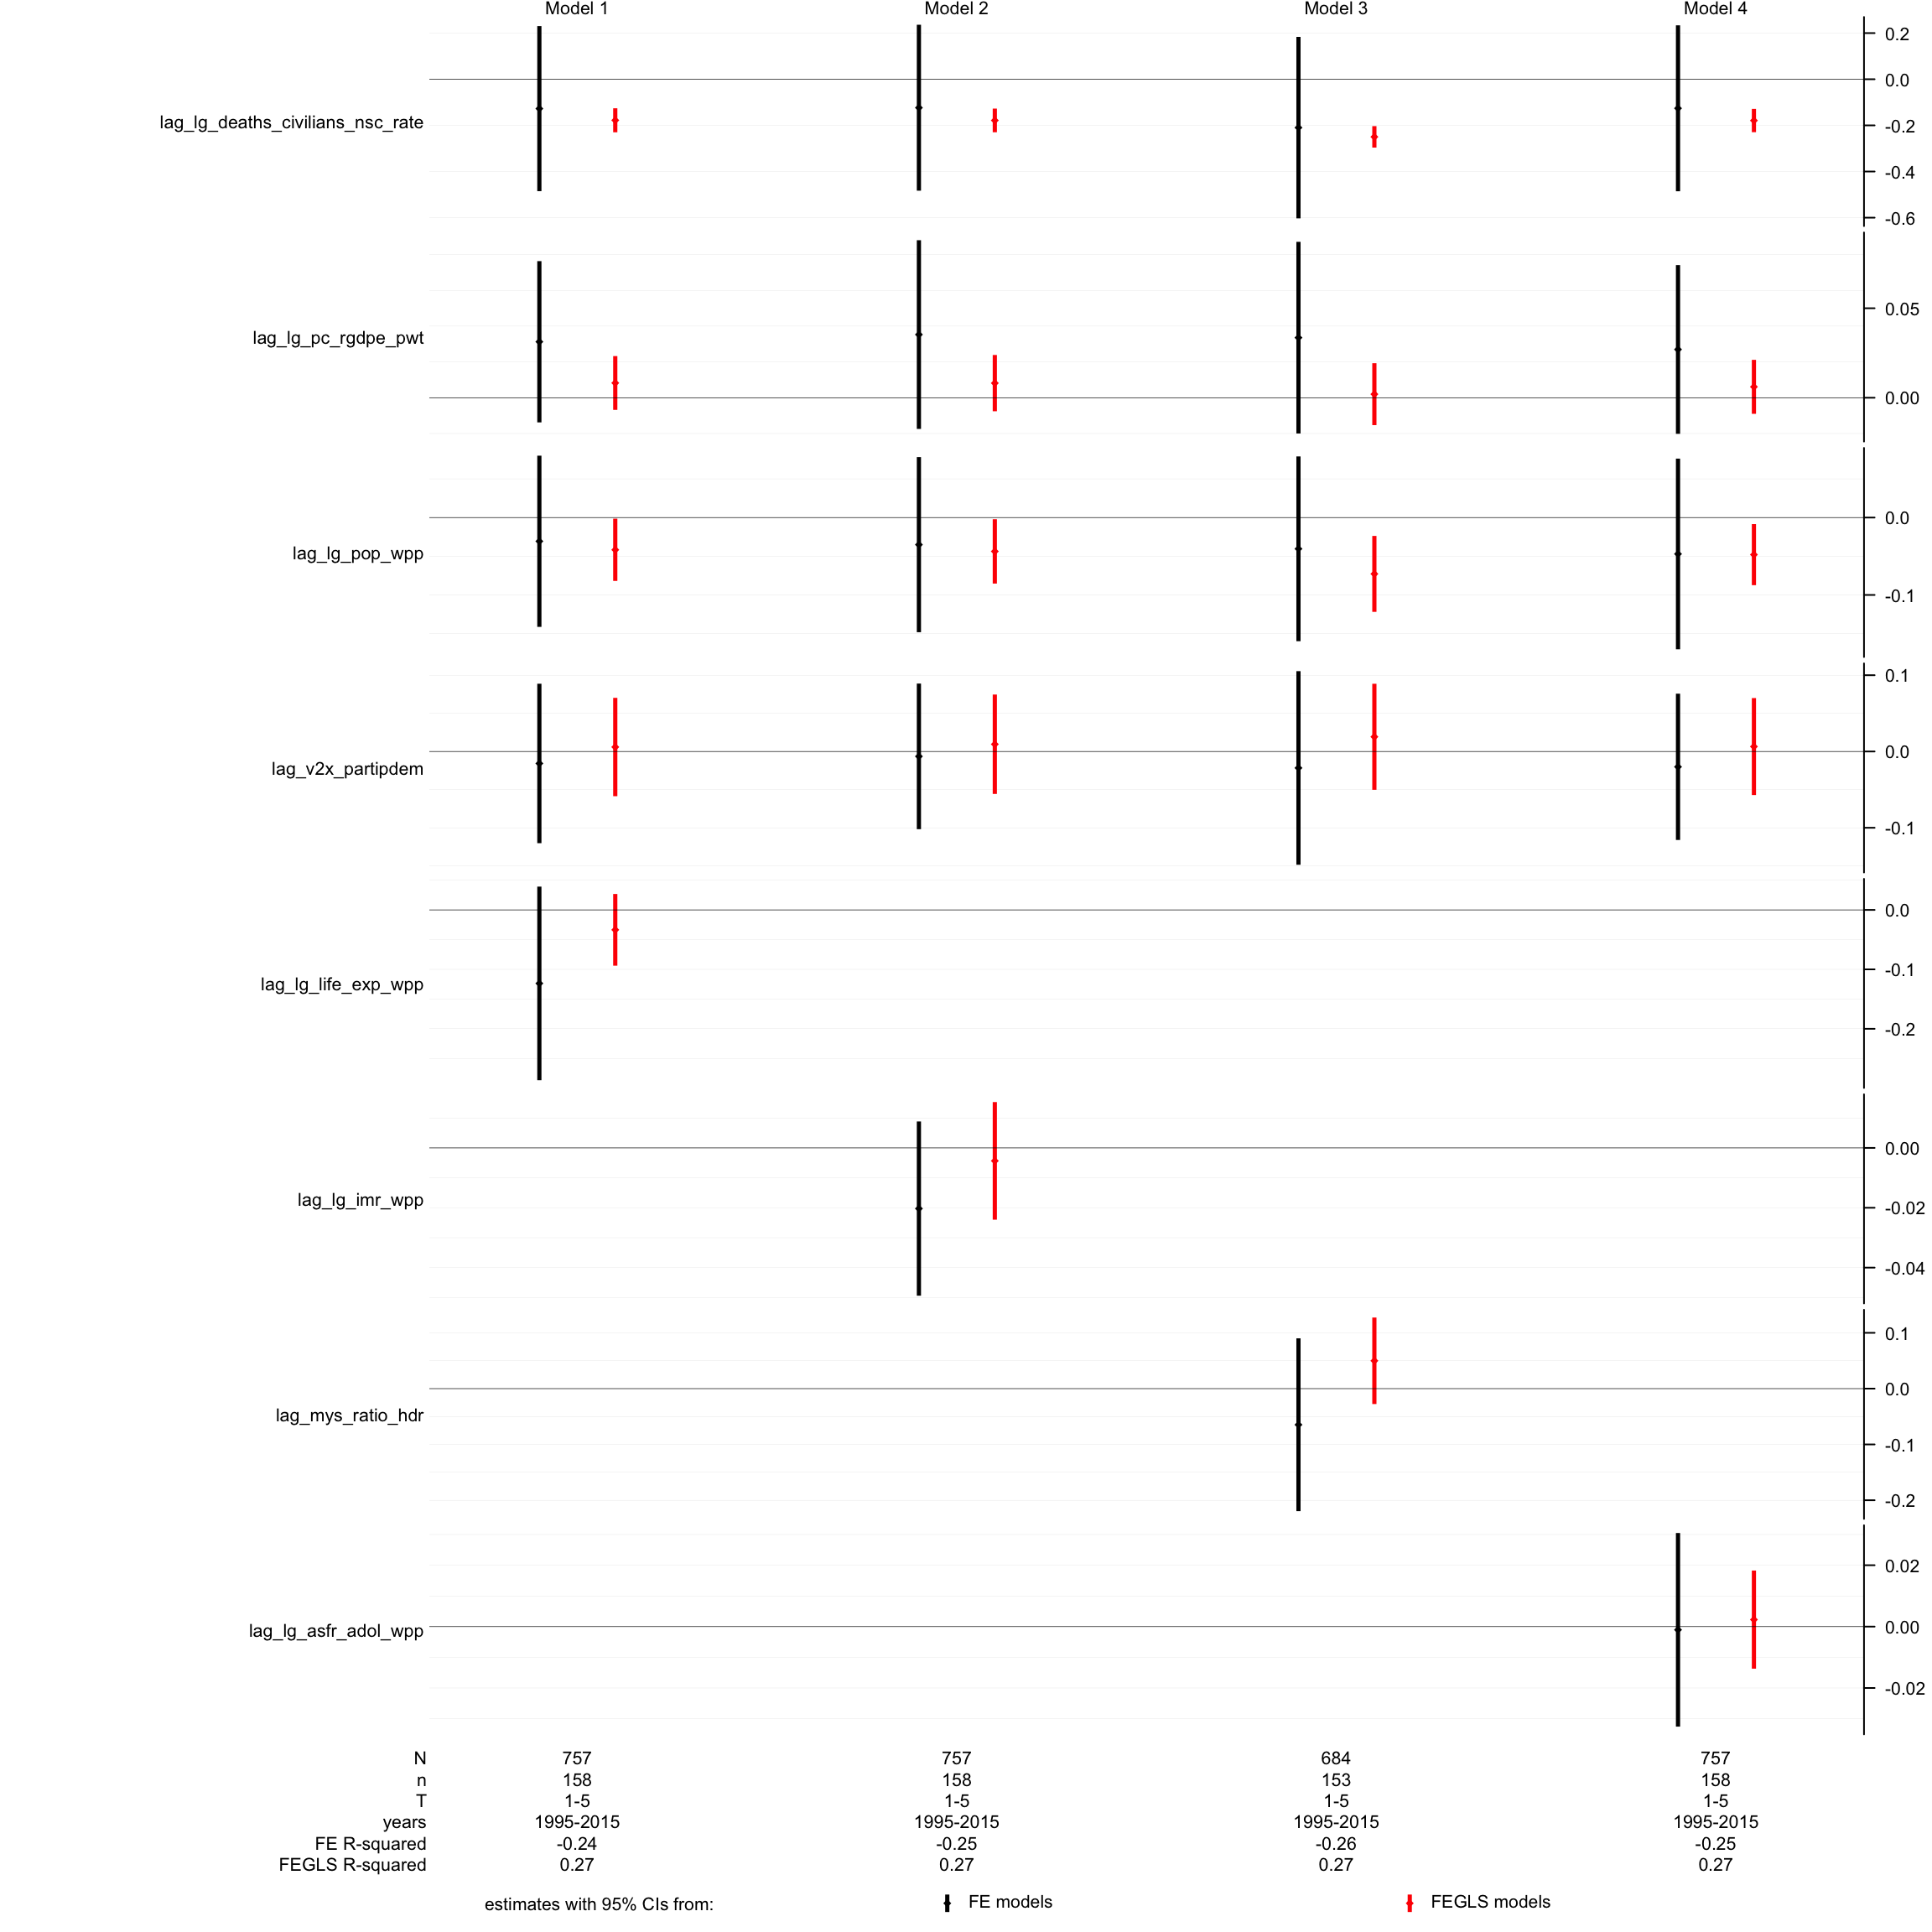 Model 1 Model 2 Model 3 Model 4
0.2
0.0
lag_lg_deaths_civilians_nsc_rate
-0.2
-0.4
-0.6
0.05
lag_lg_pc_rgdpe_pwt
0.00
0.0
lag_lg_pop_wpp
-0.1
0.1
0.0
lag_v2x_partipdem
-0.1
0.0
-0.1
lag_lg_life_exp_wpp
-0.2
0.00
lag_lg_imr_wpp
-0.02
-0.04
0.1
0.0
lag_mys_ratio_hdr
-0.1
-0.2
0.02
0.00
lag_lg_asfr_adol_wpp
-0.02
N 757 757 684 757
n 158 158 153 158
T 1-5 1-5 1-5 1-5
years 1995-2015 1995-2015 1995-2015 1995-2015
FE R-squared -0.24 -0.25 -0.26 -0.25
FEGLS R-squared 0.27 0.27 0.27 0.27
estimates with 95% CIs from: FE models FEGLS models